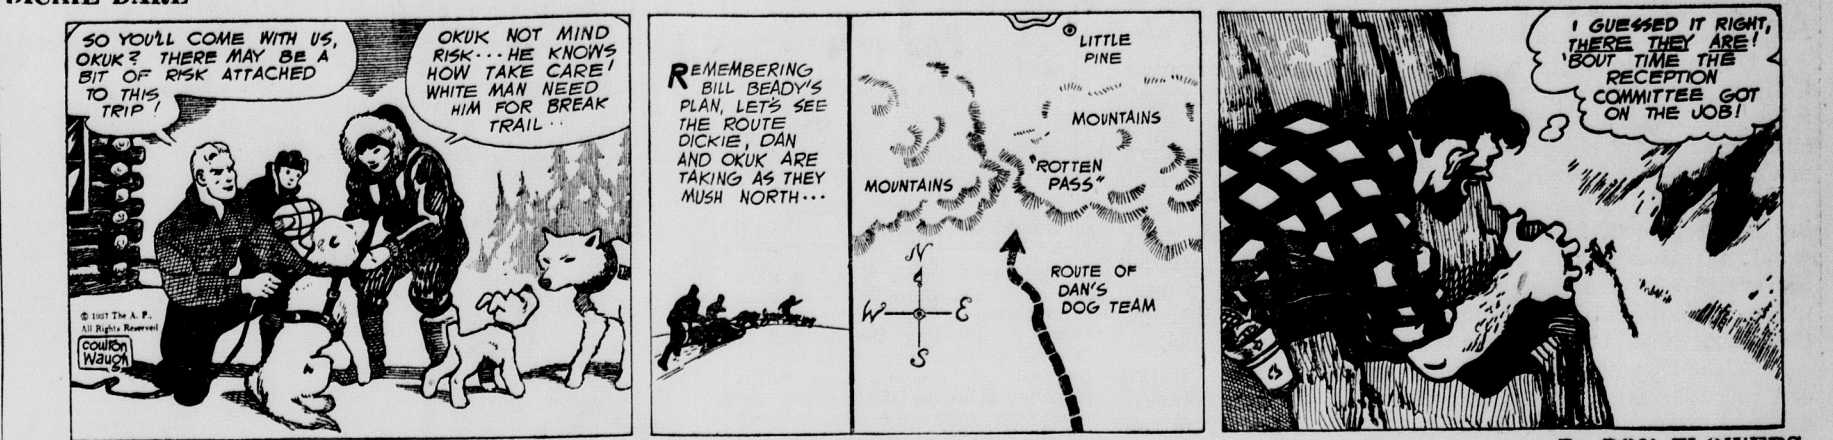 DICKIE DARE
SO YOU'LL COME WITH US,
OKUK? THERE MAY BE A
BIT OF RISK ATTACHED
TO THIS
TRIP!
OKUK NOT MIND
RISK... HE KNOWS
HOW TAKE CARE!
WHITE MAN NEED
HIM FOR BREAK
TRAIL..
© 1937 The A. P.,
All Rights Reserved
COULTON
WAUGH
REMEMBERING
BILL BEADY'S
PLAN, LET'S SEE
THE ROUTE
DICKIE, DAN
AND OKUK ARE
TAKING AS THEY
MUSH NORTH...
LITTLE
PINE
MOUNTAINS
"ROTTEN
PASS"
MOUNTAINS
N
W E
S
ROUTE OF
DAN'S
DOG TEAM
I GUESSED IT RIGHT,
THERE THEY ARE!
'BOUT TIME THE
RECEPTION
COMMITTEE GOT
ON THE JOB!
By DON FLOWERS